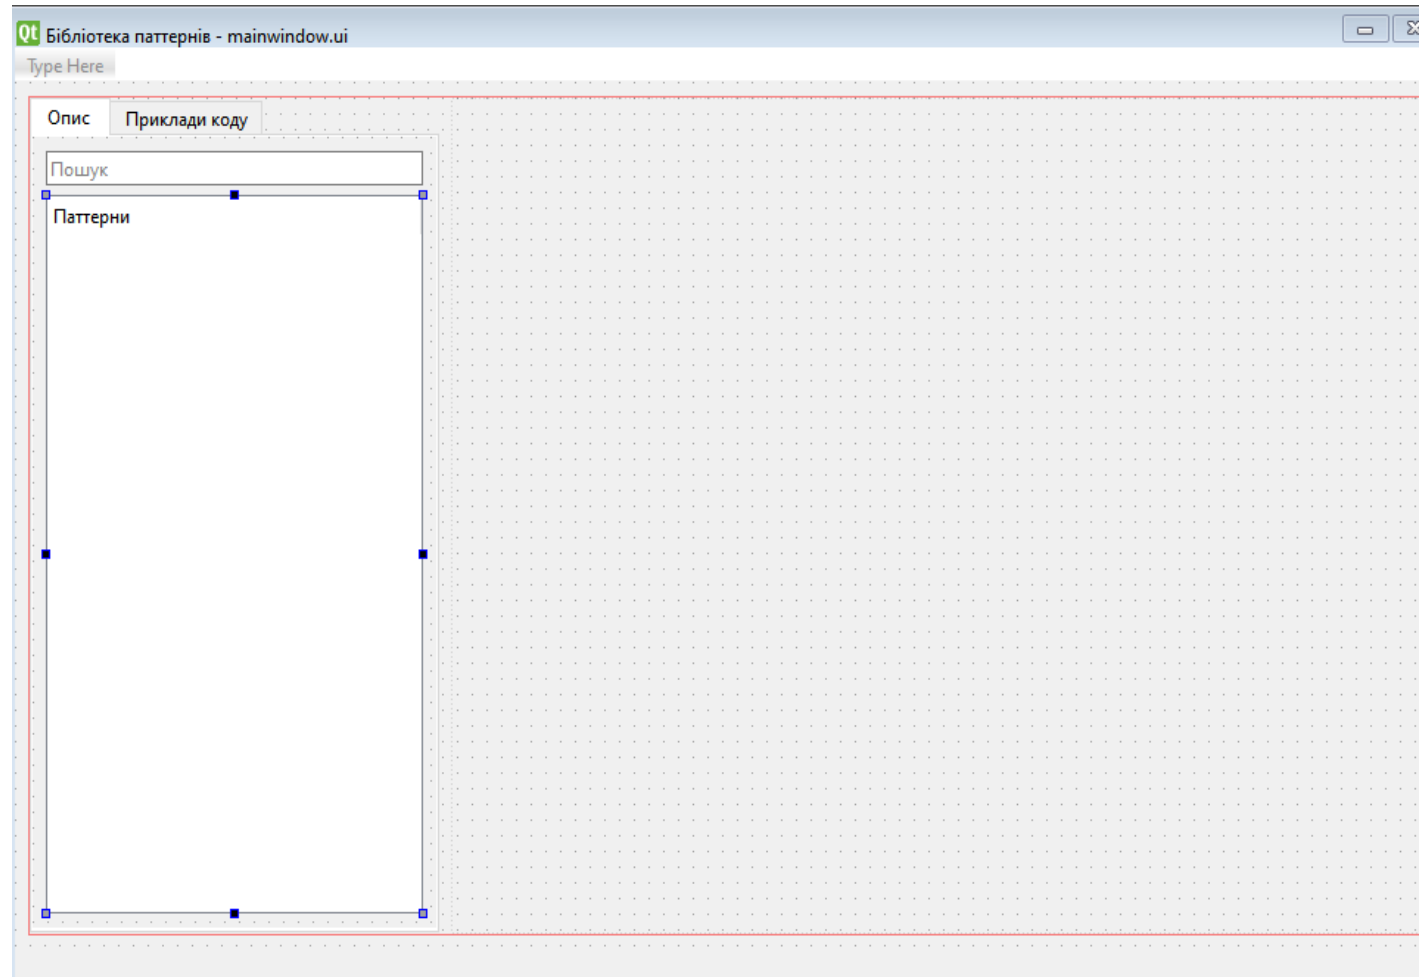 Qt Бібліотека паттернів - mainwindow.ui
Type Here
Опис Приклади коду
Пошук
Паттерни